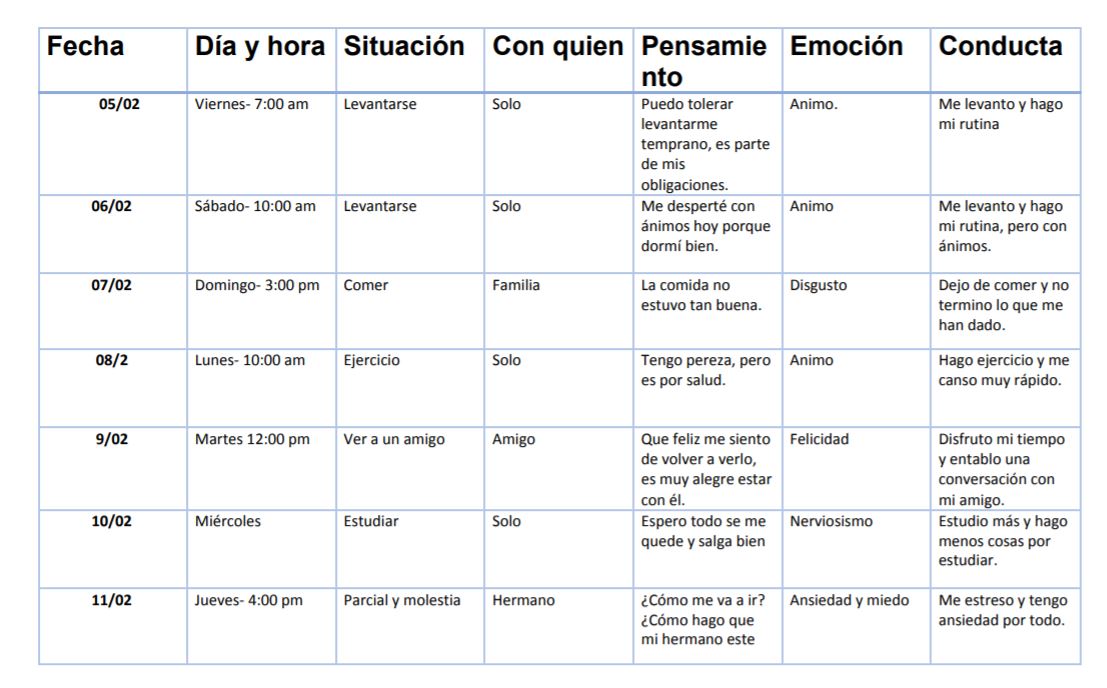 Fecha Día y hora Situación Con quien Pensamie Emoción Conducta
nto
05/02 Viernes- 7:00 am Levantarse Solo Puedo tolerar Animo. Me levanto y hago
levantarme mi rutina
temprano, es parte
de mis
obligaciones.
06/02 Sábado- 10:00 am Levantarse Solo Me desperté con Animo Me levanto y hago
ánimos hoy porque mi rutina, pero con
dormí bien. ánimos.
07/02 Domingo- 3:00 pm Comer Familia La comida no Disgusto Dejo de comer y no
estuvo tan buena. termino lo que me
han dado.
08/2 Lunes- 10:00 am Ejercicio Solo Tengo pereza, pero Animo Hago ejercicio y me
es por salud. canso muy rápido.
9/02 Martes 12:00 pm Ver a un amigo Amigo Que feliz me siento Felicidad Disfruto mi tiempo
de volver a verlo, y entablo una
es muy alegre estar conversación con
con él. mi amigo.
10/02 Miércoles Estudiar Solo Espero todo se me Nerviosismo Estudio más y hago
quede y salga bien menos cosas por
estudiar.
11/02 Jueves- 4:00 pm Parcial y molestia Hermano ¿Cómo me va a ir? Ansiedad y miedo Me estreso y tengo
¿Cómo hago que ansiedad por todo.
mi hermano este